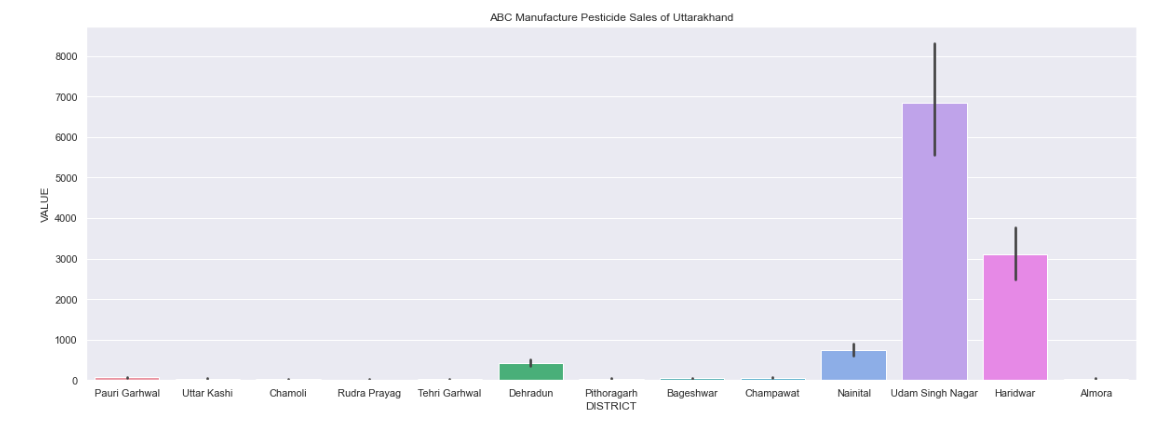 ABC Manufacture Pesticide Sales of Uttarakhand
8000
7000
6000
5000
4000
3000
2000
1000
0
VALUE
Pauri Garhwal Uttar Kashi Chamoli Rudra Prayag Tehri Garhwal Dehradun Pithoragarh Bageshwar Champawat Nainital Udam Singh Nagar Haridwar Almora
DISTRICT